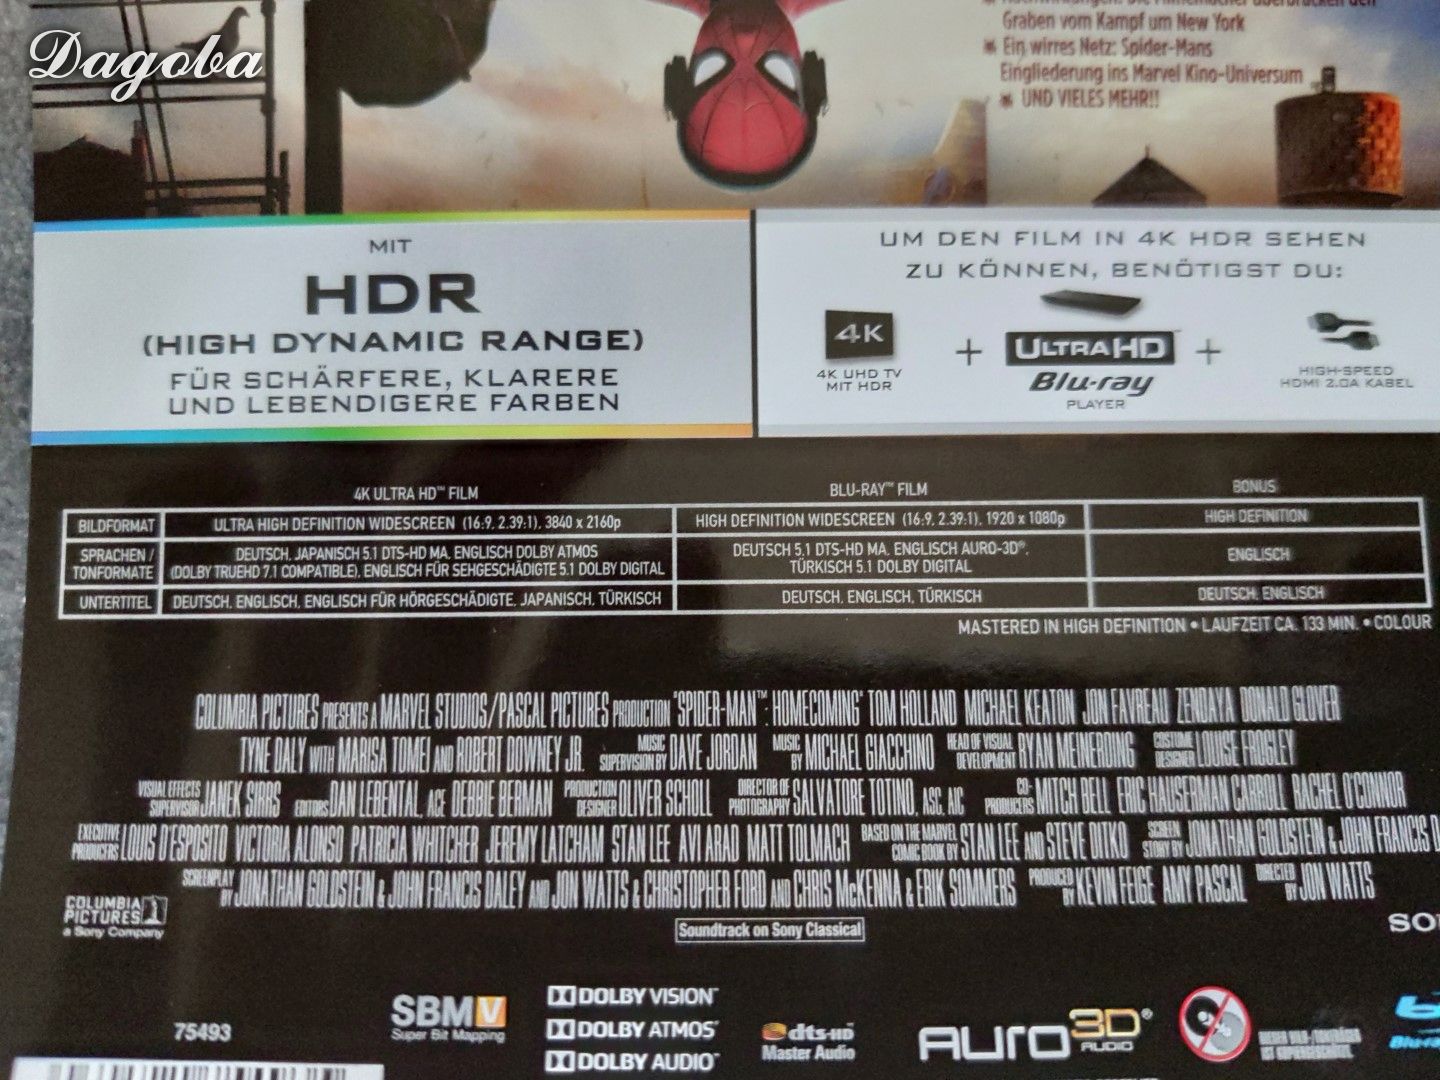 Dagoba
Graben vom Kampf um New York
Ein wirres Netz: Spider-Mans
Eingliederung ins Marvel Kino-Universum
UND VIELES MEHR!!
MIT
HDR
(HIGH DYNAMIC RANGE)
FÜR SCHÄRFERE, KLARERE
UND LEBENDIGERE FARBEN
UM DEN FILM IN 4K HDR SEHEN
ZU KÖNNEN, BENÖTIGST DU:
4K
4K UHD TV
MIT HDR
+
ULTRA HD
Blu-ray
PLAYER
+
HIGH-SPEED
HDMI 2.0A KABEL
4K ULTRA HD™ FILM BLU-RAY™ FILM BONUS
BILDFORMAT ULTRA HIGH DEFINITION WIDESCREEN (16:9, 2.39:1), 3840 x 2160p HIGH DEFINITION WIDESCREEN (16:9, 2.39:1), 1920 x 1080p HIGH DEFINITION
SPRACHEN / DEUTSCH, JAPANISCH 5.1 DTS-HD MA, ENGLISCH DOLBY ATMOS DEUTSCH 5.1 DTS-HD MA, ENGLISCH AURO-3D®, ENGLISCH
TONFORMATE (DOLBY TRUEHD 7.1 COMPATIBLE), ENGLISCH FÜR SEHGESCHÄDIGTE 5.1 DOLBY DIGITAL TÜRKISCH 5.1 DOLBY DIGITAL
UNTERTITEL DEUTSCH, ENGLISCH, ENGLISCH FÜR HÖRGESCHÄDIGTE, JAPANISCH, TÜRKISCH DEUTSCH, ENGLISCH, TÜRKISCH DEUTSCH, ENGLISCH
MASTERED IN HIGH DEFINITION • LAUFZEIT CA. 133 MIN. • COLOUR
COLUMBIA PICTURES PRESENTS A MARVEL STUDIOS/PASCAL PICTURES PRODUCTION "SPIDER-MAN™: HOMECOMING" TOM HOLLAND MICHAEL KEATON JON FAVREAU ZENDAYA DONALD GLOVER
TYNE DALY WITH MARISA TOMEI AND ROBERT DOWNEY JR. MUSIC SUPERVISION BY DAVE JORDAN MUSIC BY MICHAEL GIACCHINO HEAD OF VISUAL DEVELOPMENT RYAN MEINERDING COSTUME DESIGNER LOUISE FROGLEY
VISUAL EFFECTS SUPERVISOR JANEK SIRRS EDITORS DAN LEBENTAL, ACE DEBBIE BERMAN PRODUCTION DESIGNER OLIVER SCHOLL DIRECTOR OF PHOTOGRAPHY SALVATORE TOTINO, ASC, AIC CO-PRODUCERS MITCH BELL ERIC HAUSERMAN CARROLL RACHEL O'CONNOR
EXECUTIVE PRODUCERS LOUIS D'ESPOSITO VICTORIA ALONSO PATRICIA WHITCHER JEREMY LATCHAM STAN LEE AVI ARAD MATT TOLMACH BASED ON THE MARVEL COMIC BOOK BY STAN LEE AND STEVE DITKO SCREEN STORY BY JONATHAN GOLDSTEIN & JOHN FRANCIS D
SCREENPLAY BY JONATHAN GOLDSTEIN & JOHN FRANCIS DALEY AND JON WATTS & CHRISTOPHER FORD AND CHRIS McKENNA & ERIK SOMMERS PRODUCED BY KEVIN FEIGE AMY PASCAL DIRECTED BY JON WATTS
COLUMBIA
PICTURES
a Sony Company
Soundtrack on Sony Classical
SO
75493
SBMV
Super Bit Mapping
DOLBY VISION™
DOLBY ATMOS®
DOLBY AUDIO™
dts-HD
Master Audio
AURO 3D®
AUDIO
DIESER BILD-/TONTRÄGER
IST KOPIERGESCHÜTZT.
Blu-ra